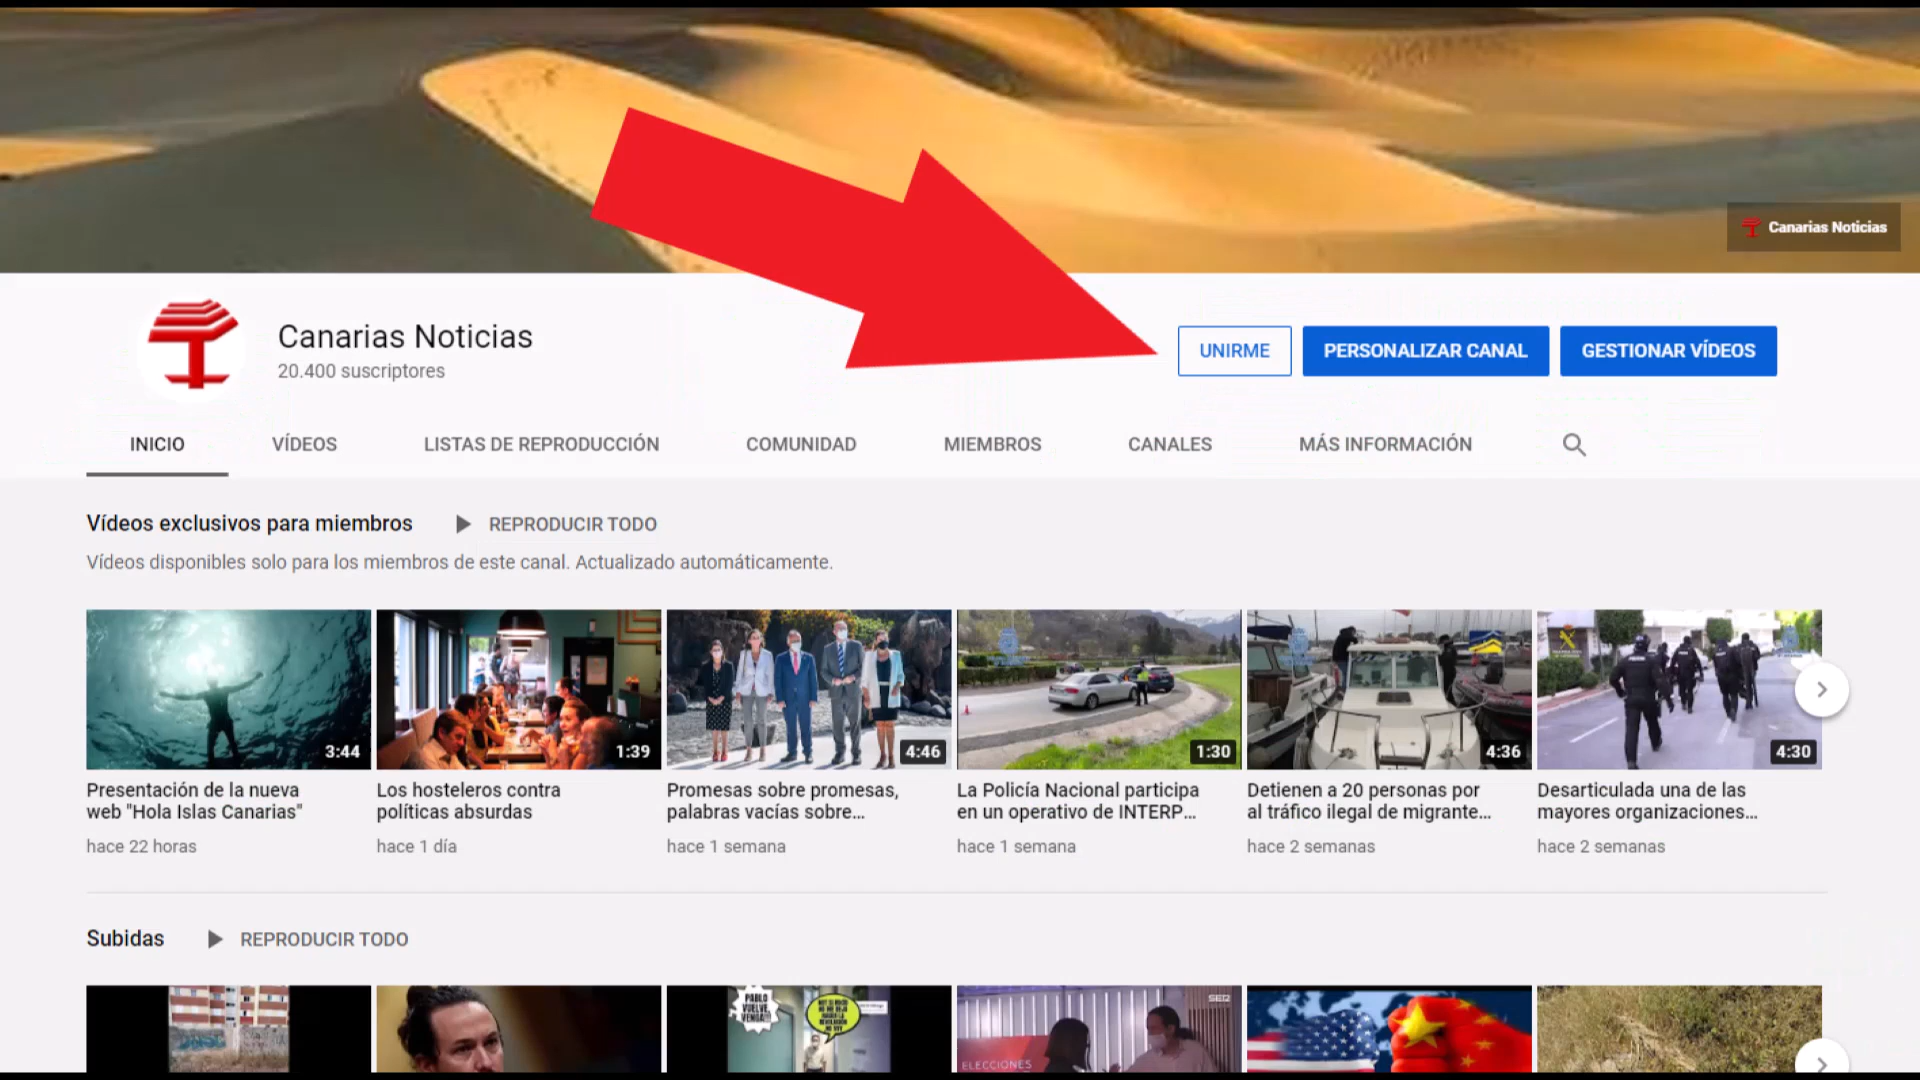 Canarias Noticias
Canarias Noticias
20.400 suscriptores
UNIRME
PERSONALIZAR CANAL
GESTIONAR VÍDEOS
INICIO
VÍDEOS
LISTAS DE REPRODUCCIÓN
COMUNIDAD
MIEMBROS
CANALES
MÁS INFORMACIÓN
Vídeos exclusivos para miembros
REPRODUCIR TODO
Vídeos disponibles solo para los miembros de este canal. Actualizado automáticamente.
3:44
1:39
4:46
1:30
4:36
4:30
Presentación de la nueva
web "Hola Islas Canarias"
hace 22 horas
Los hosteleros contra
políticas absurdas
hace 1 día
Promesas sobre promesas,
palabras vacías sobre...
hace 1 semana
La Policía Nacional participa
en un operativo de INTERP...
hace 1 semana
Detienen a 20 personas por
al tráfico ilegal de migrante...
hace 2 semanas
Desarticulada una de las
mayores organizaciones...
hace 2 semanas
Subidas
REPRODUCIR TODO
PABLO
VUELVE,
VENGA!!!
SER
ELECCIONES